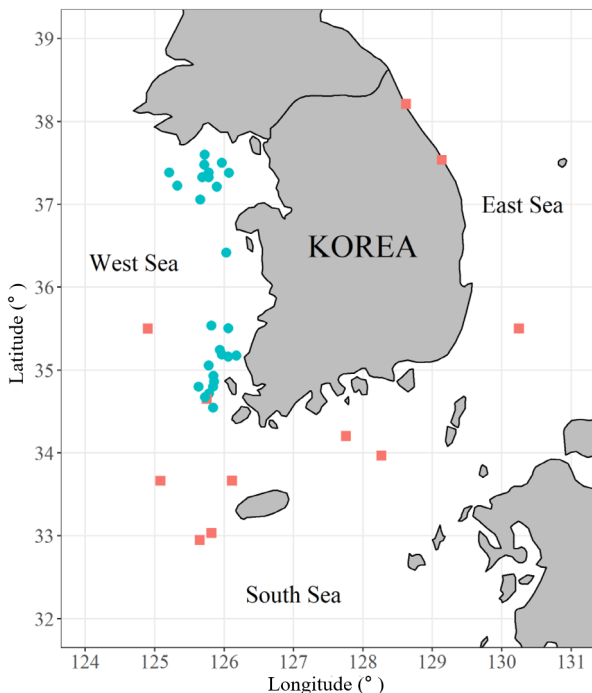 39
38
37
36
35
34
33
32
Latitude (°)
East Sea
KOREA
West Sea
South Sea
124 125 126 127 128 129 130 131
Longitude (°)